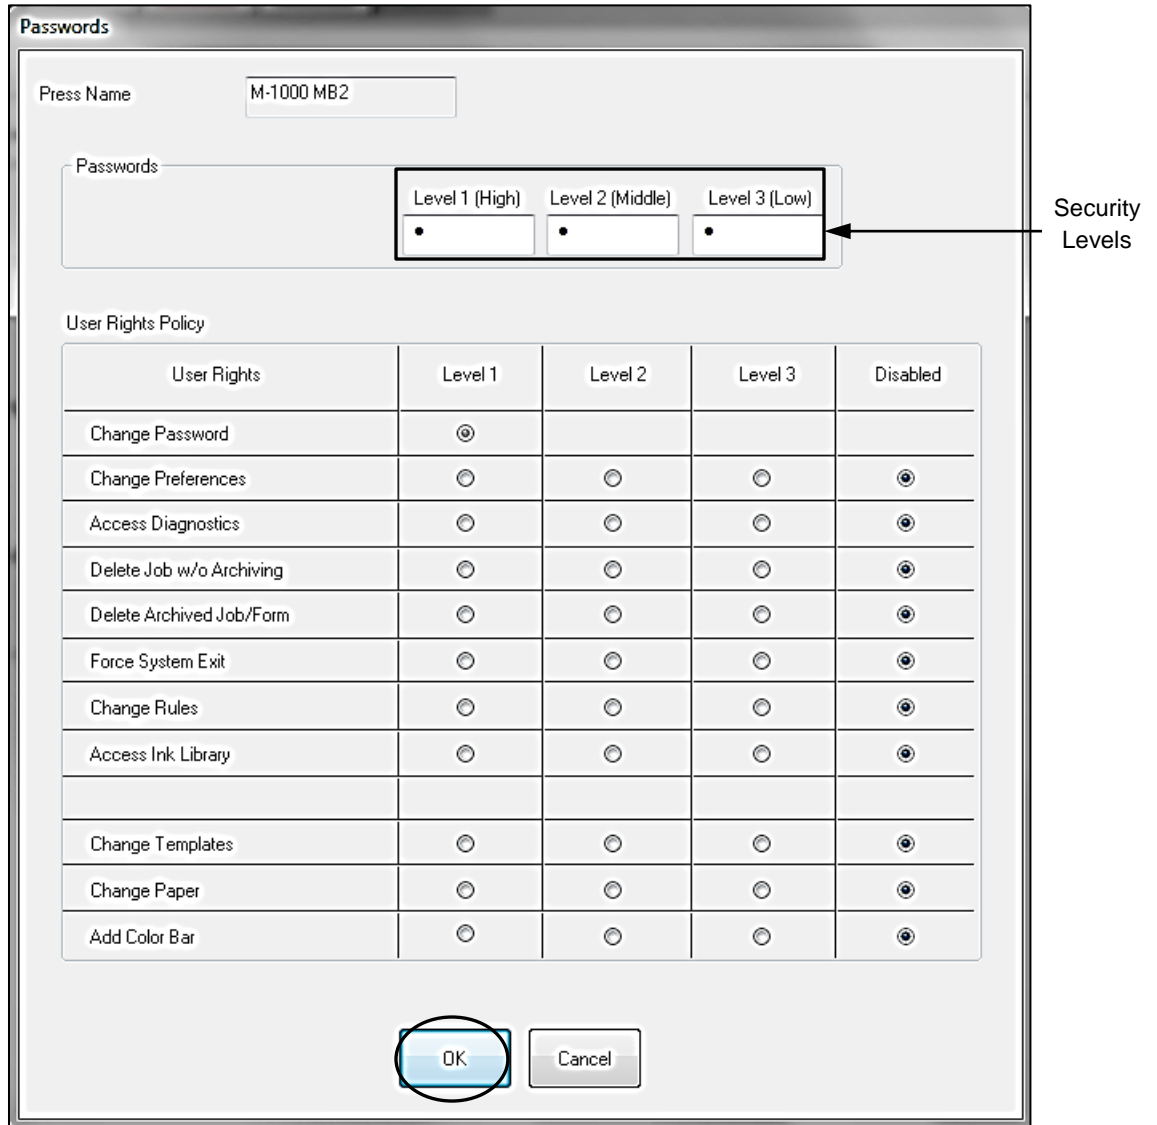 Passwords
Press Name M-1000 MB2
Passwords
Level 1 (High) Level 2 (Middle) Level 3 (Low)
Security
Levels
User Rights Policy
User Rights Level 1 Level 2 Level 3 Disabled
Change Password
Change Preferences
Access Diagnostics
Delete Job w/o Archiving
Delete Archived Job/Form
Force System Exit
Change Rules
Access Ink Library
Change Templates
Change Paper
Add Color Bar
OK Cancel